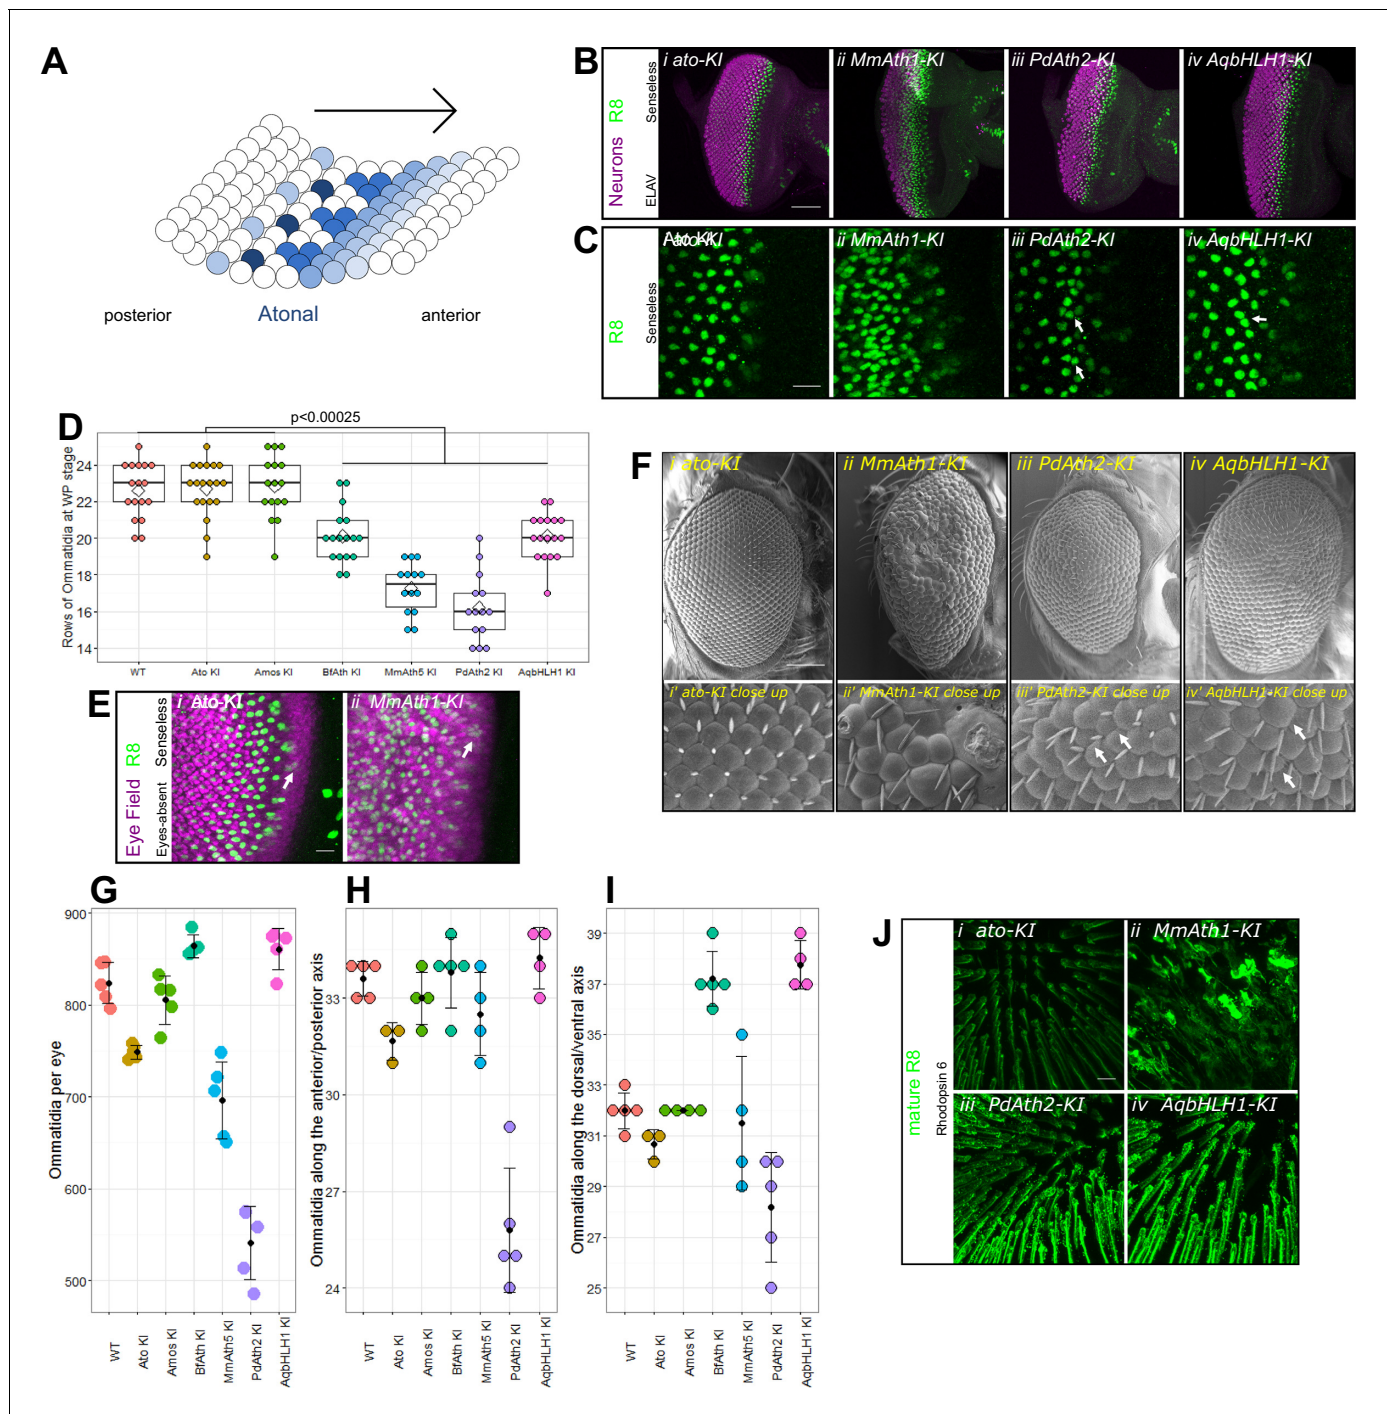 A
posterior
Atonal
anterior
B
Neurons R8
ELAV Senseless
i ato-KI
ii MmAth1-KI
iii PdAth2-KI
iv AqbHLH1-KI
C
R8
Senseless
i ato-KI
ii MmAth1-KI
iii PdAth2-KI
iv AqbHLH1-KI
D
p<0.00025
Rows of Ommatidia at WP stage
24
22
20
18
16
14
WT
Ato KI
Amos KI
BfAth KI
MmAth5 KI
PdAth2 KI
AqbHLH1 KI
E
Eye Field R8
Eyes-absent Senseless
i Ato-KI
ii MmAth1-KI
F
i ato-KI
ii MmAth1-KI
iii PdAth2-KI
iv AqbHLH1-KI
i' ato-KI close up
ii' MmAth1-KI close up
iii' PdAth2-KI close up
iv' AqbHLH1-KI close up
G
Ommatidia per eye
900
800
700
600
500
WT
Ato KI
Amos KI
BfAth KI
MmAth5 KI
PdAth2 KI
AqbHLH1 KI
H
Ommatidia along the anterior/posterior axis
33
30
27
24
WT
Ato KI
Amos KI
BfAth KI
MmAth5 KI
PdAth2 KI
AqbHLH1 KI
I
Ommatidia along the dorsal/ventral axis
39
37
35
33
31
29
27
25
WT
Ato KI
Amos KI
BfAth KI
MmAth5 KI
PdAth2 KI
AqbHLH1 KI
J
mature R8
Rhodopsin 6
i ato-KI
ii MmAth1-KI
iii PdAth2-KI
iv AqbHLH1-KI